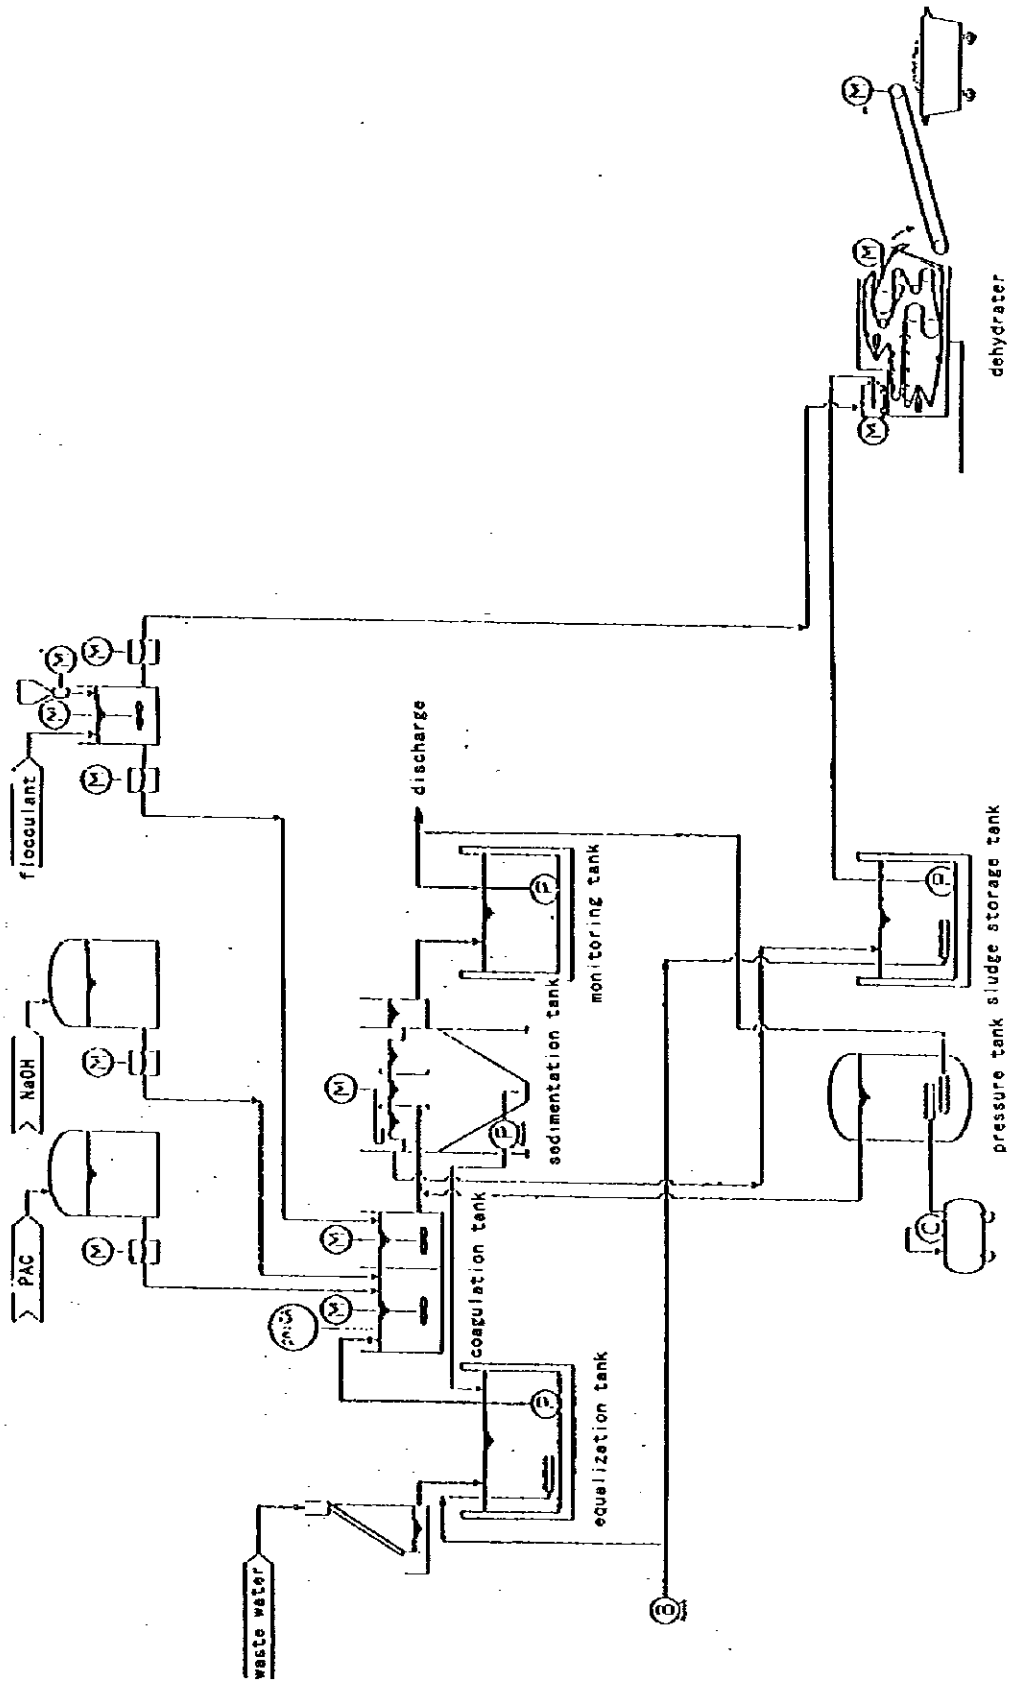 PAC
NaOH
flocculant
M
M
M
M
M
M
waste water
M
M
M
discharge
P
coagulation tank
sedimentation tank
P
P
equalization tank
monitoring tank
B
C
P
pressure tank
sludge storage tank
M
M
M
dehydrater